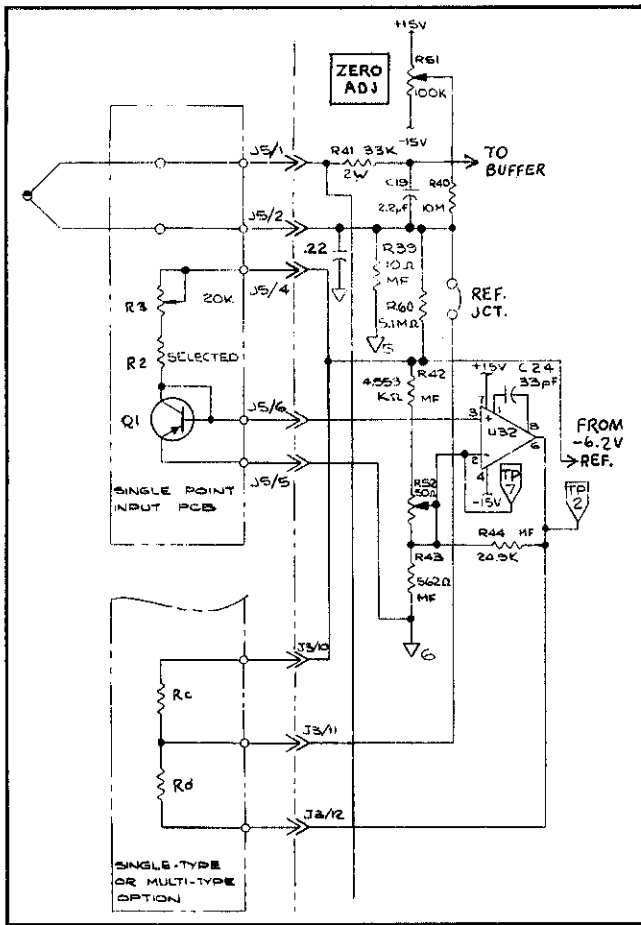 +15V
R61
100K
-15V
ZERO
ADJ
J5/1
R41 33K
2W
TO
BUFFER
C19
2.2µf
R40
10M
J5/2
.22
R39
10Ω
MF
R60
5.1MΩ
5
REF.
JCT.
J5/4
R3
20K
R2
SELECTED
Q1
J5/6
J5/5
R42
4.553
KΩ
MF
+15V
C24
33pF
7
1
3
+
8
U32
6
2
-
4
-15V
TP
7
FROM
-6.2V
REF.
TP
2
R52
50Ω
R44 MF
24.9K
R43
562Ω
MF
6
SINGLE POINT
INPUT PCB
J3/10
Rc
J3/11
Rd
J3/12
SINGLE-TYPE
OR MULTI-TYPE
OPTION